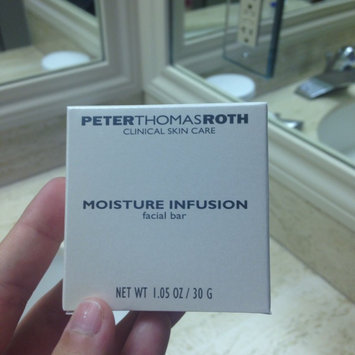 PETERTHOMASROTH
CLINICAL SKIN CARE
MOISTURE INFUSION
facial bar
NET WT 1.05 OZ / 30 G